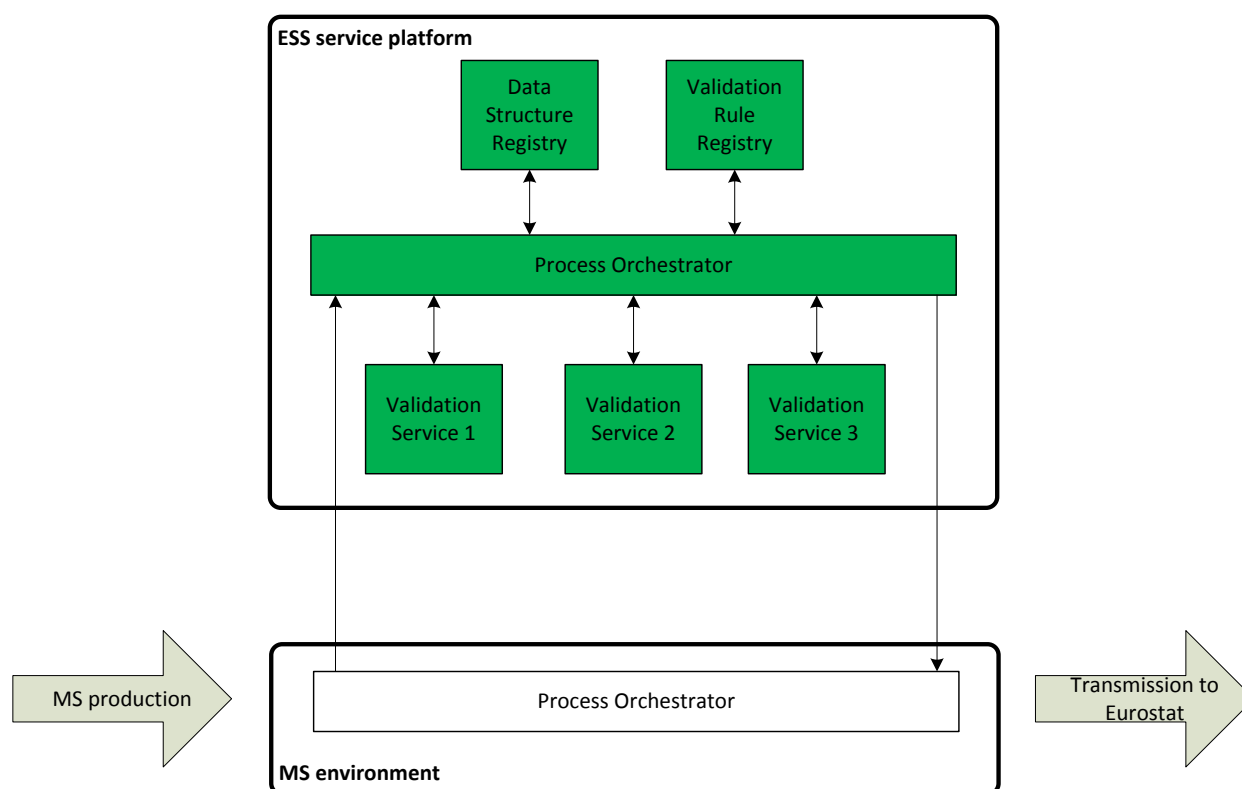 ESS service platform
Data
Structure
Registry
Validation
Rule
Registry
Process Orchestrator
Validation
Service 1
Validation
Service 2
Validation
Service 3
MS production
Process Orchestrator
Transmission to
Eurostat
MS environment